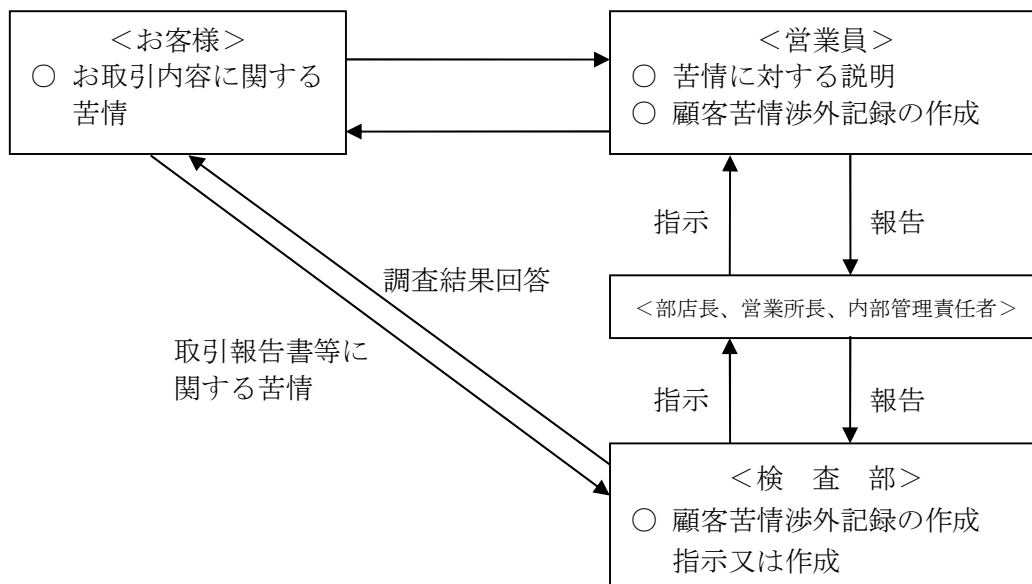 <お客様>
○ お取引内容に関する
苦情
<営業員>
○ 苦情に対する説明
○ 顧客苦情渉外記録の作成
指示
報告
調査結果回答
<部店長、営業所長、内部管理責任者>
取引報告書等に
関する苦情
指示
報告
<検　査　部>
○ 顧客苦情渉外記録の作成
指示又は作成